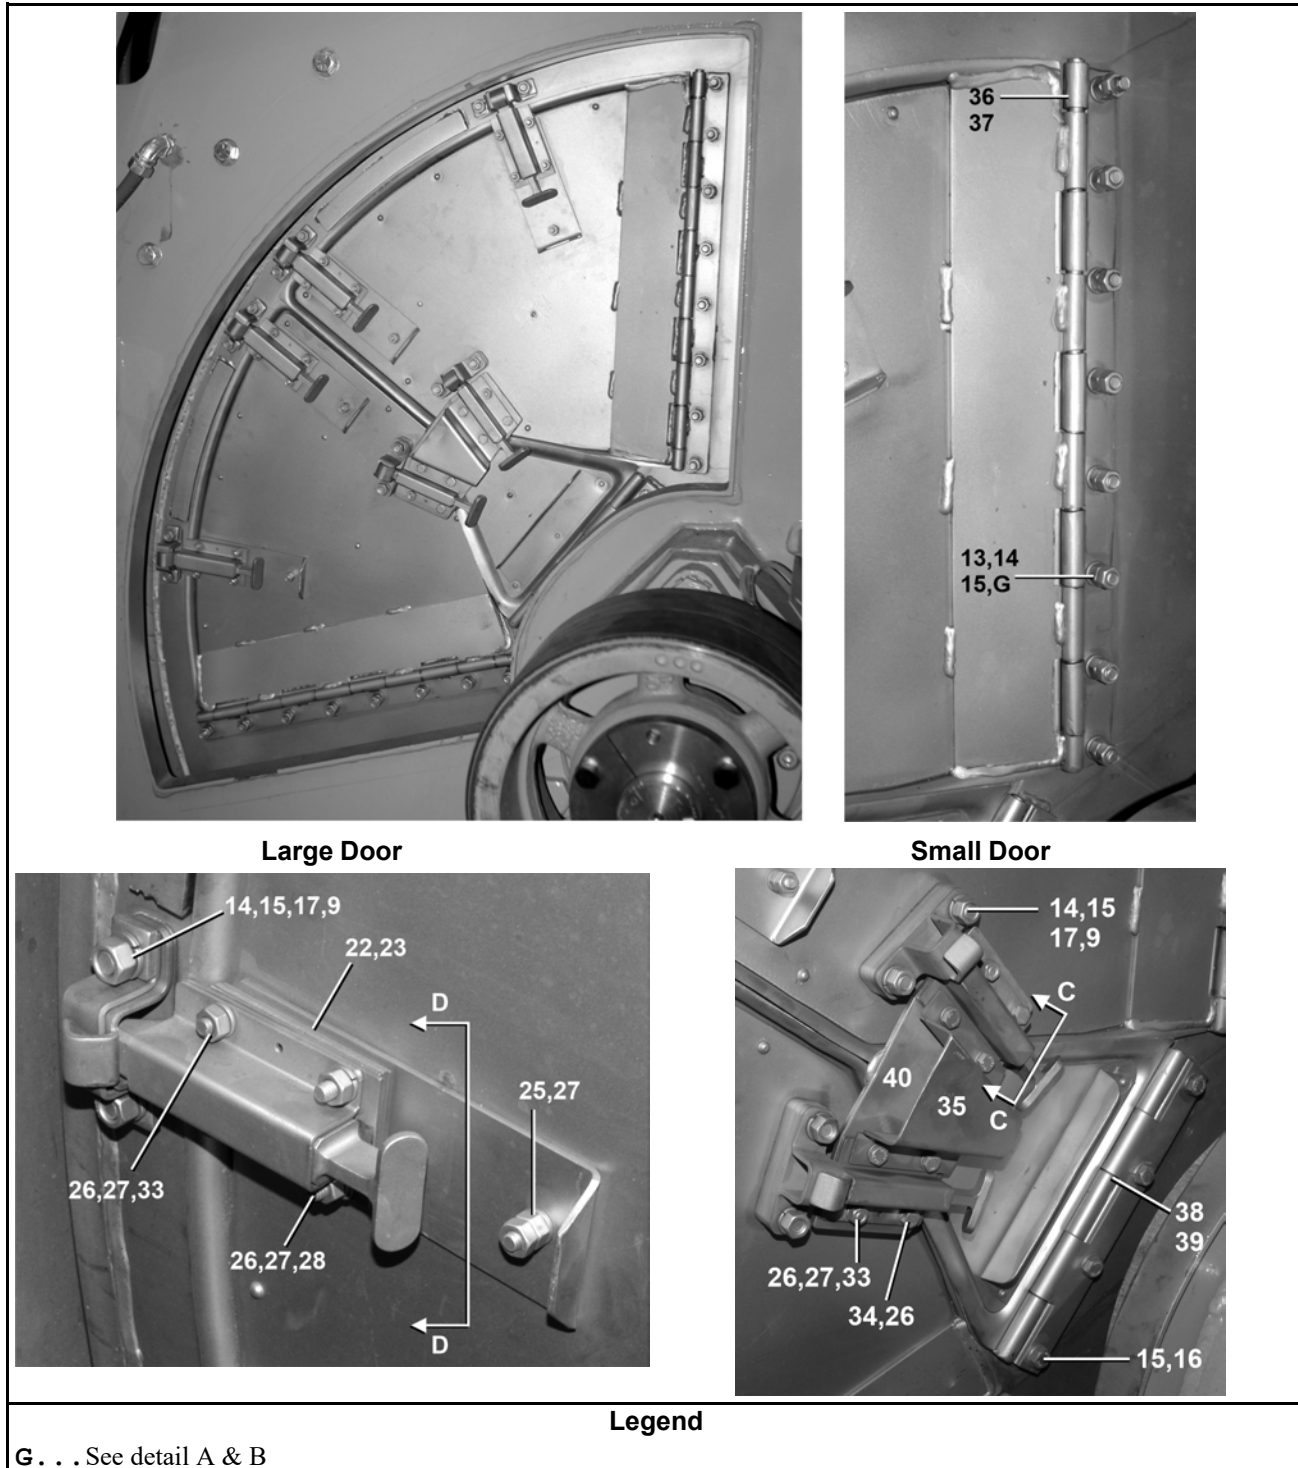 36
37
13,14
15,G
Large Door
Small Door
14,15,17,9
22,23
D
25,27
26,27,33
26,27,28
D
14,15
17,9
C
40
35
C
38
39
26,27,33
34,26
15,16
Legend
G. . . See detail A & B